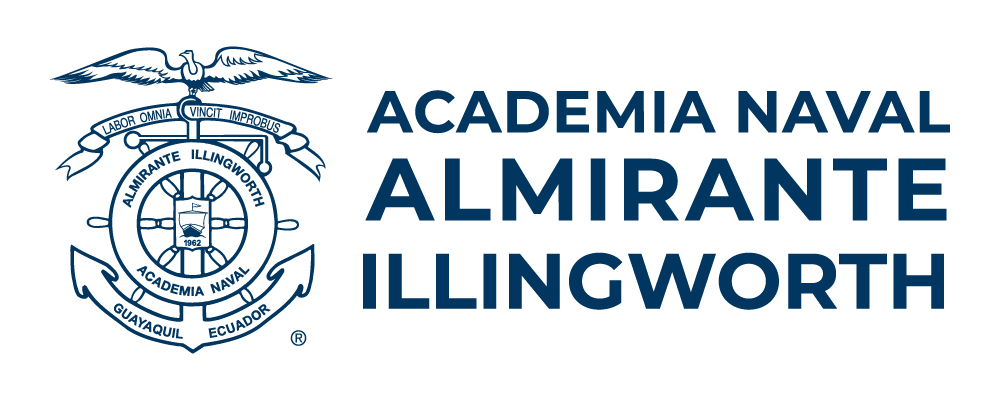 LABOR OMNIA VINCIT IMPROBUS
ALMIRANTE ILLINGWORTH
1962
ACADEMIA NAVAL
GUAYAQUIL ECUADOR
®
ACADEMIA NAVAL
ALMIRANTE
ILLINGWORTH